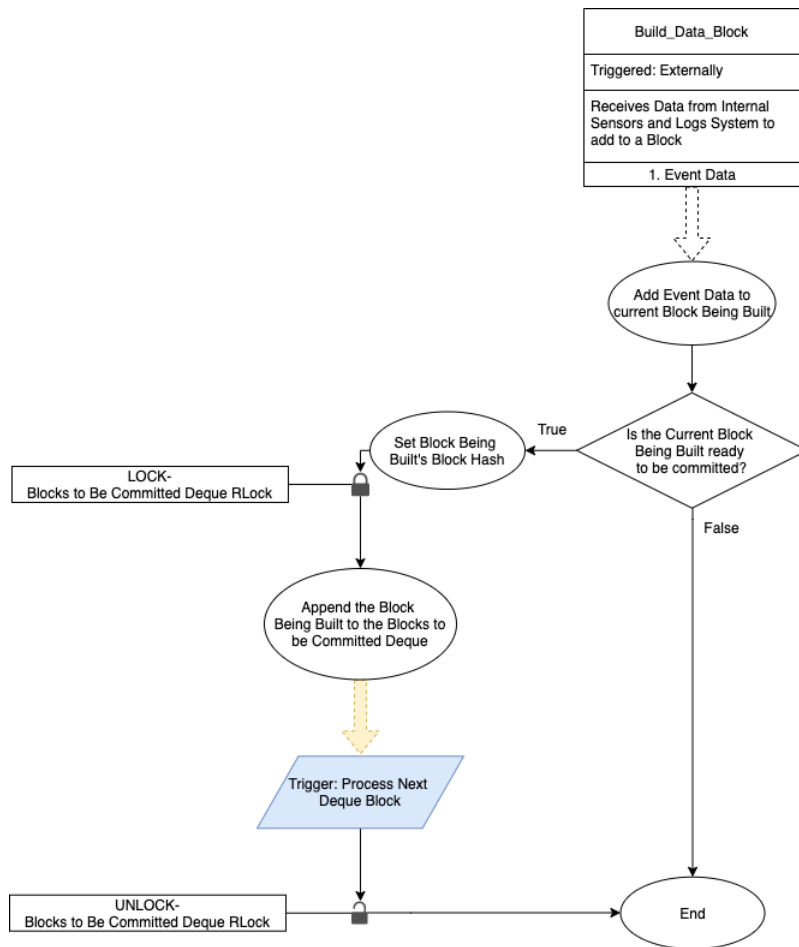 Build_Data_Block
Triggered: Externally
Receives Data from Internal
Sensors and Logs System to
add to a Block
1. Event Data
Add Event Data to
current Block Being Built
Is the Current Block
Being Built ready
to be committed?
True
False
Set Block Being
Built's Block Hash
LOCK-
Blocks to Be Committed Deque RLock
Append the Block
Being Built to the Blocks to
be Committed Deque
Trigger: Process Next
Deque Block
UNLOCK-
Blocks to Be Committed Deque RLock
End